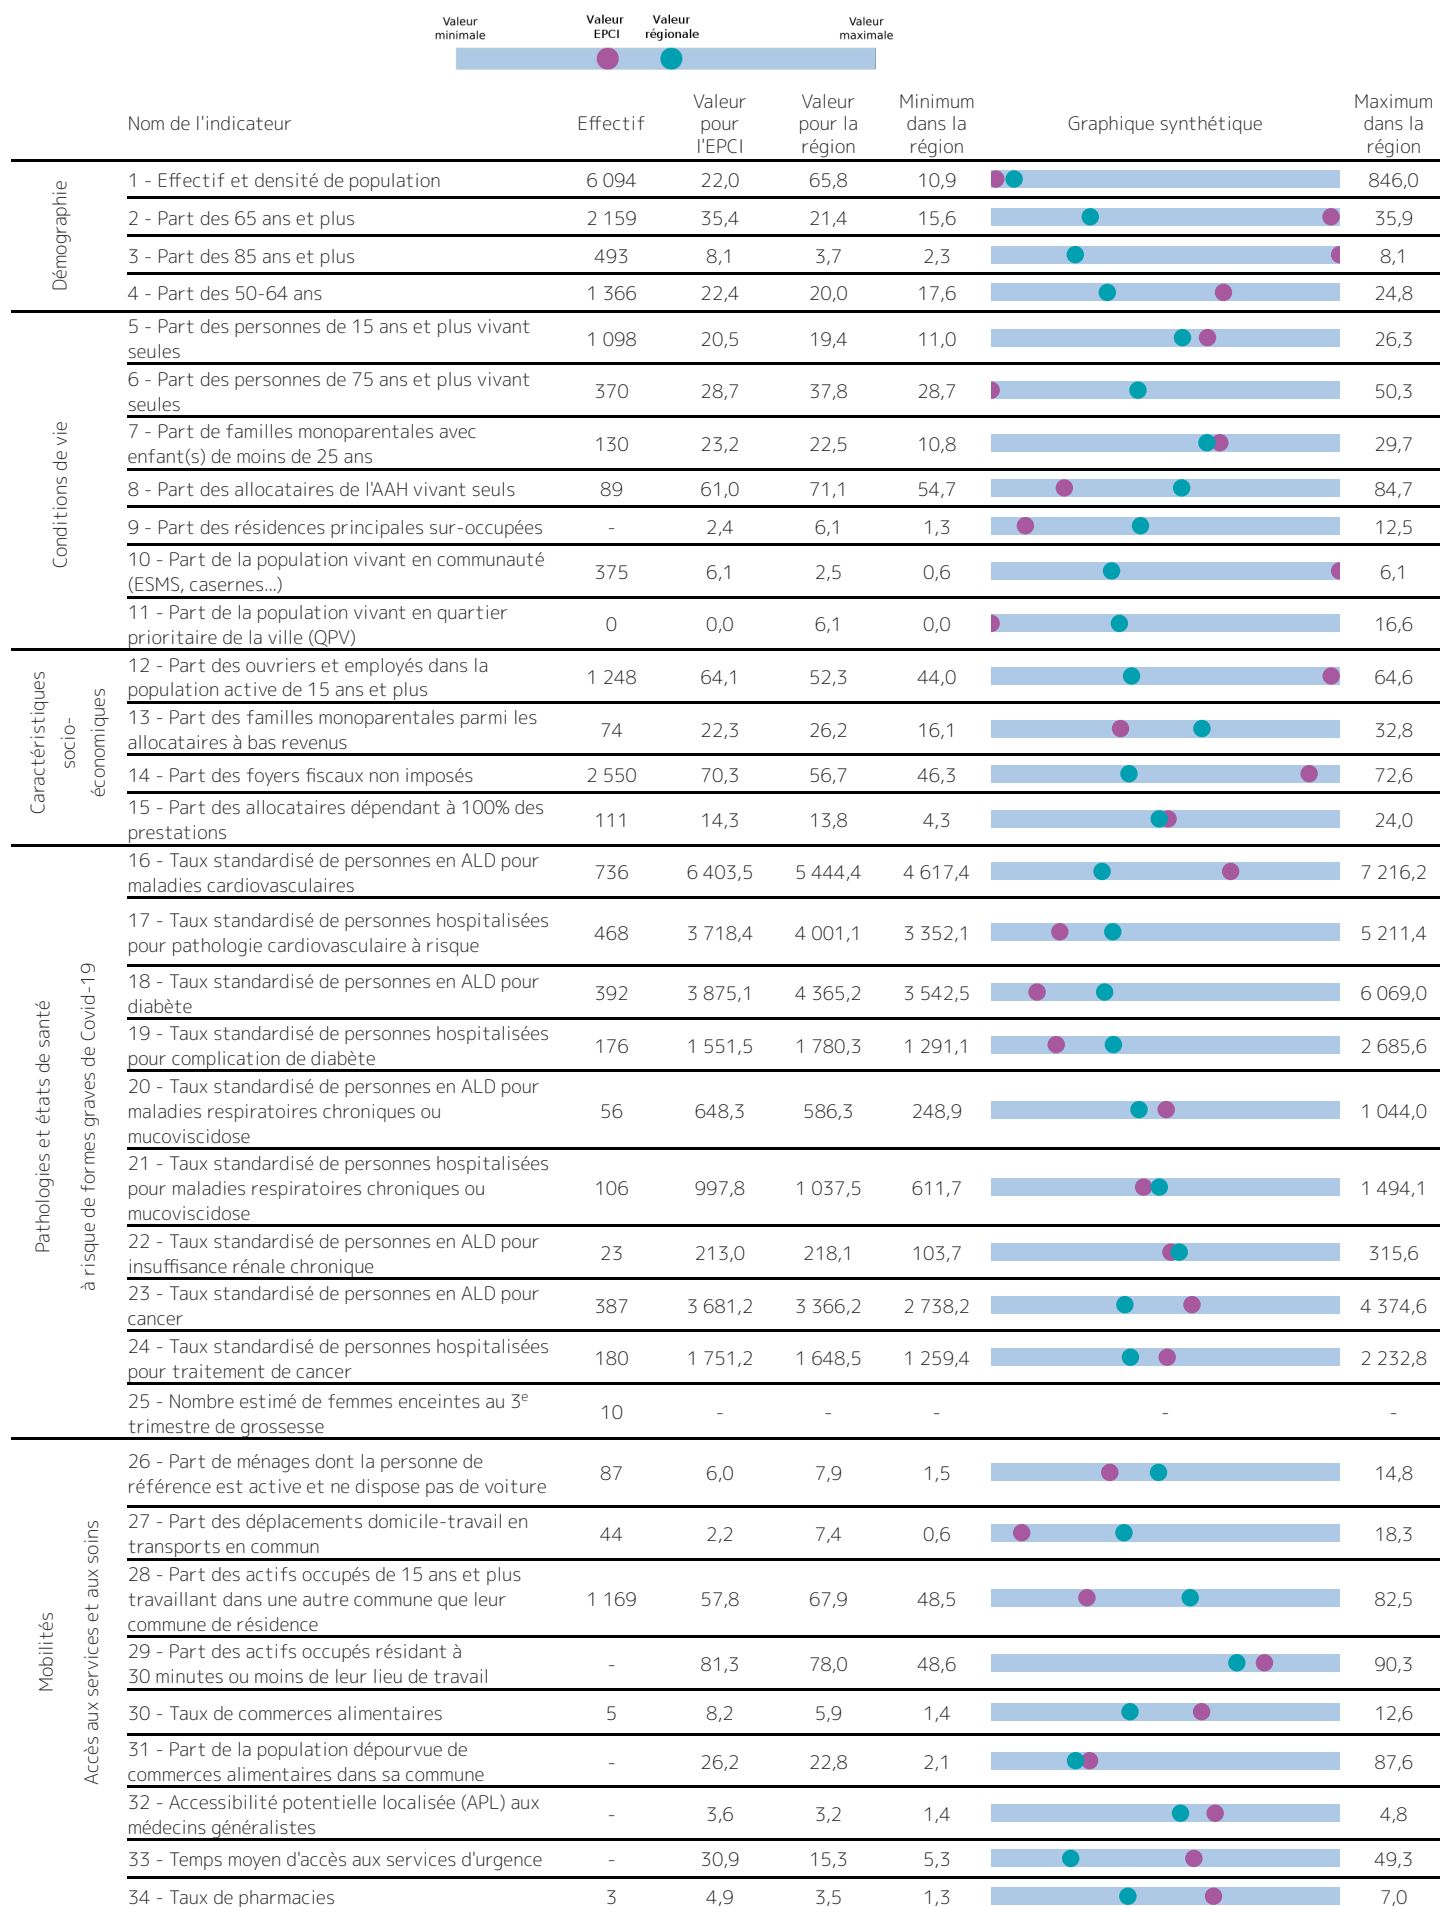 Valeur minimale
Valeur EPCI
Valeur régionale
Valeur maximale
Nom de l'indicateur
Effectif
Valeur pour l'EPCI
Valeur pour la région
Minimum dans la région
Graphique synthétique
Maximum dans la région
Démographie
1 - Effectif et densité de population 6 094 22,0 65,8 10,9 846,0
2 - Part des 65 ans et plus 2 159 35,4 21,4 15,6 35,9
3 - Part des 85 ans et plus 493 8,1 3,7 2,3 8,1
4 - Part des 50-64 ans 1 366 22,4 20,0 17,6 24,8
Conditions de vie
5 - Part des personnes de 15 ans et plus vivant
seules 1 098 20,5 19,4 11,0 26,3
6 - Part des personnes de 75 ans et plus vivant
seules 370 28,7 37,8 28,7 50,3
7 - Part de familles monoparentales avec
enfant(s) de moins de 25 ans 130 23,2 22,5 10,8 29,7
8 - Part des allocataires de l'AAH vivant seuls 89 61,0 71,1 54,7 84,7
9 - Part des résidences principales sur-occupées - 2,4 6,1 1,3 12,5
10 - Part de la population vivant en communauté
(ESMS, casernes...) 375 6,1 2,5 0,6 6,1
11 - Part de la population vivant en quartier
prioritaire de la ville (QPV) 0 0,0 6,1 0,0 16,6
Caractéristiques
socio-
économiques
12 - Part des ouvriers et employés dans la
population active de 15 ans et plus 1 248 64,1 52,3 44,0 64,6
13 - Part des familles monoparentales parmi les
allocataires à bas revenus 74 22,3 26,2 16,1 32,8
14 - Part des foyers fiscaux non imposés 2 550 70,3 56,7 46,3 72,6
15 - Part des allocataires dépendant à 100% des
prestations 111 14,3 13,8 4,3 24,0
Pathologies et états de santé
à risque de formes graves de Covid-19
16 - Taux standardisé de personnes en ALD pour
maladies cardiovasculaires 736 6 403,5 5 444,4 4 617,4 7 216,2
17 - Taux standardisé de personnes hospitalisées
pour pathologie cardiovasculaire à risque 468 3 718,4 4 001,1 3 352,1 5 211,4
18 - Taux standardisé de personnes en ALD pour
diabète 392 3 875,1 4 365,2 3 542,5 6 069,0
19 - Taux standardisé de personnes hospitalisées
pour complication de diabète 176 1 551,5 1 780,3 1 291,1 2 685,6
20 - Taux standardisé de personnes en ALD pour
maladies respiratoires chroniques ou 56 648,3 586,3 248,9 1 044,0
mucoviscidose
21 - Taux standardisé de personnes hospitalisées
pour maladies respiratoires chroniques ou 106 997,8 1 037,5 611,7 1 494,1
mucoviscidose
22 - Taux standardisé de personnes en ALD pour
insuffisance rénale chronique 23 213,0 218,1 103,7 315,6
23 - Taux standardisé de personnes en ALD pour
cancer 387 3 681,2 3 366,2 2 738,2 4 374,6
24 - Taux standardisé de personnes hospitalisées
pour traitement de cancer 180 1 751,2 1 648,5 1 259,4 2 232,8
25 - Nombre estimé de femmes enceintes au 3e
trimestre de grossesse 10 - - - - -
Mobilités
Accès aux services et aux soins
26 - Part de ménages dont la personne de
référence est active et ne dispose pas de voiture 87 6,0 7,9 1,5 14,8
27 - Part des déplacements domicile-travail en
transports en commun 44 2,2 7,4 0,6 18,3
28 - Part des actifs occupés de 15 ans et plus
travaillant dans une autre commune que leur 1 169 57,8 67,9 48,5 82,5
commune de résidence
29 - Part des actifs occupés résidant à
30 minutes ou moins de leur lieu de travail - 81,3 78,0 48,6 90,3
30 - Taux de commerces alimentaires 5 8,2 5,9 1,4 12,6
31 - Part de la population dépourvue de
commerces alimentaires dans sa commune - 26,2 22,8 2,1 87,6
32 - Accessibilité potentielle localisée (APL) aux
médecins généralistes - 3,6 3,2 1,4 4,8
33 - Temps moyen d'accès aux services d'urgence - 30,9 15,3 5,3 49,3
34 - Taux de pharmacies 3 4,9 3,5 1,3 7,0